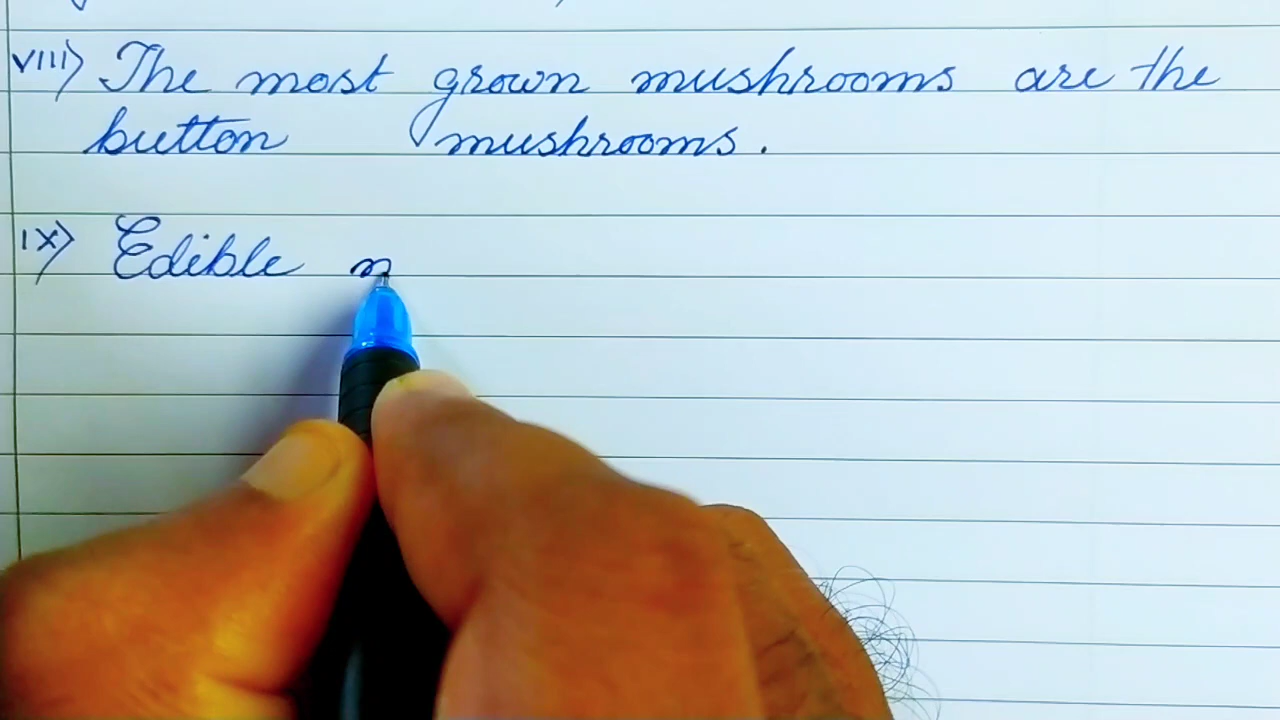 viii) The most grown mushrooms are the
button mushrooms.
ix) Edible m